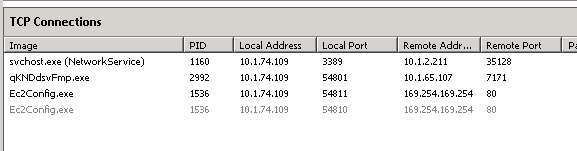 TCP Connections
Image PID Local Address Local Port Remote Addr... Remote Port Pa
svchost.exe (NetworkService) 1160 10.1.74.109 3389 10.1.2.211 35128
qKNDdsvFmp.exe 2992 10.1.74.109 54801 10.1.65.107 7171
Ec2Config.exe 1536 10.1.74.109 54811 169.254.169.254 80
Ec2Config.exe 1536 10.1.74.109 54810 169.254.169.254 80